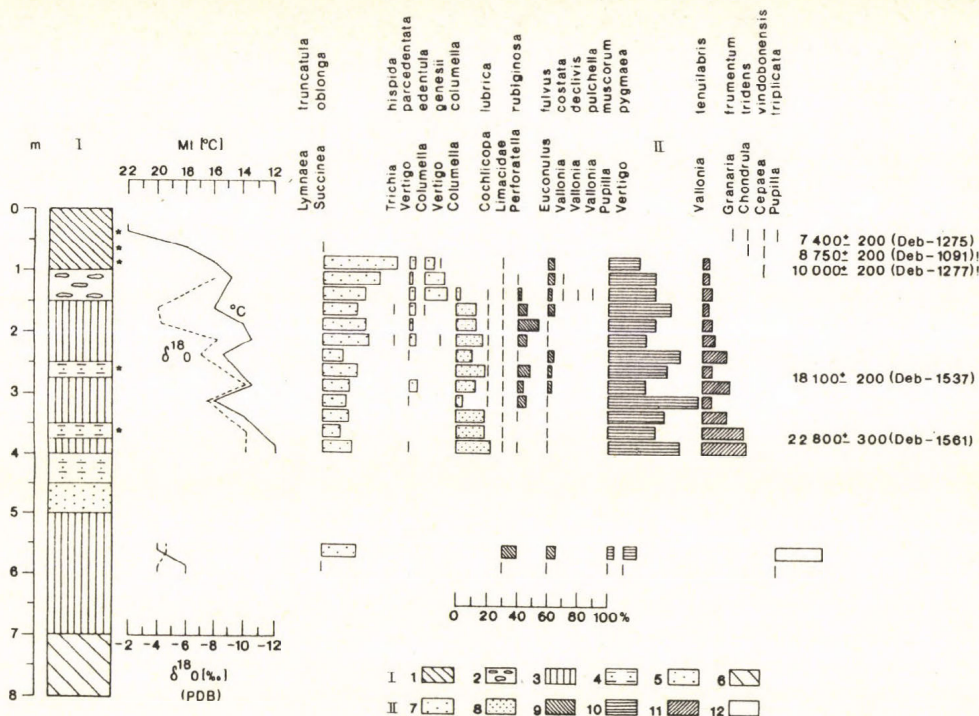 truncatula
oblonga
hispida
parcedentata
edentula
genesii
columella
lubrica
rubiginosa
fulvus
costata
declivis
pulchella
muscorum
pygmaea
tenuilabris
frumentum
tridens
vindobonensis
triplicata
m I MI [°C] II
22 20 18 16 14 12
Lymnaea
Succinea
Trichia
Vertigo
Columella
Vertigo
Columella
Cochlicopa
Limacidae
Perforatella
Euconulus
Vallonia
Vallonia
Vallonia
Pupilla
Vertigo
Vallonia
Granaria
Chondrula
Cepaea
Pupilla
0
*
7 400 ± 200 (Deb-1275)
*
8 750 ± 200 (Deb-1091)!
*
10 000 ± 200 (Deb-1277)!
1
°C
2
δ18O
*
18 100 ± 200 (Deb-1537)
3
*
22 800 ± 300 (Deb-1561)
4
5
6
0 20 40 60 80 100%
7
-2 -4 -6 -8 -10 -12
δ18O [‰]
(PDB)
8
I 1 2 3 4 5 6
II 7 8 9 10 11 12